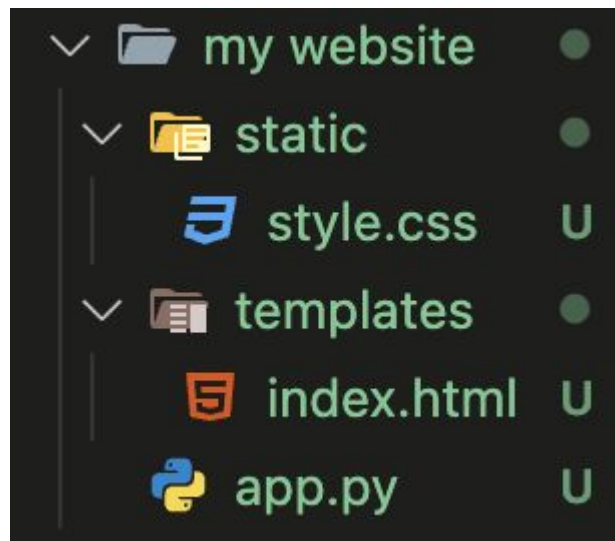 my website
static
style.css U
templates
index.html U
app.py U